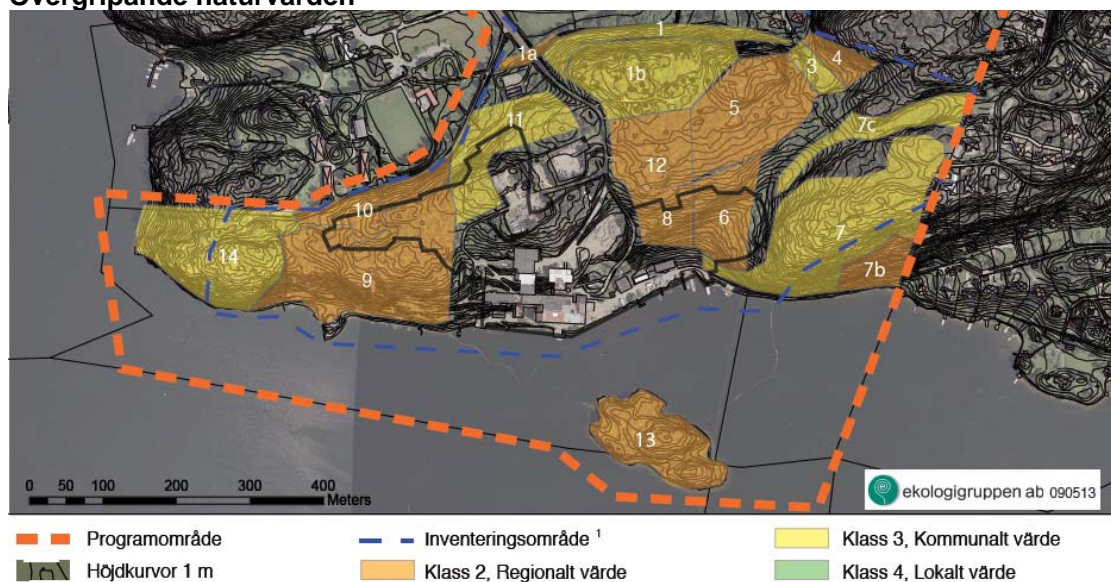 Övergripande naturvärden
1
1a
1b
3
4
5
7c
11
12
10
8
6
7
14
9
7b
13
0 50 100 200 300 400
Meters
ekologigruppen ab 090513
Programområde
Inventeringsområde 1
Klass 3, Kommunalt värde
Höjdkurvor 1 m
Klass 2, Regionalt värde
Klass 4, Lokalt värde